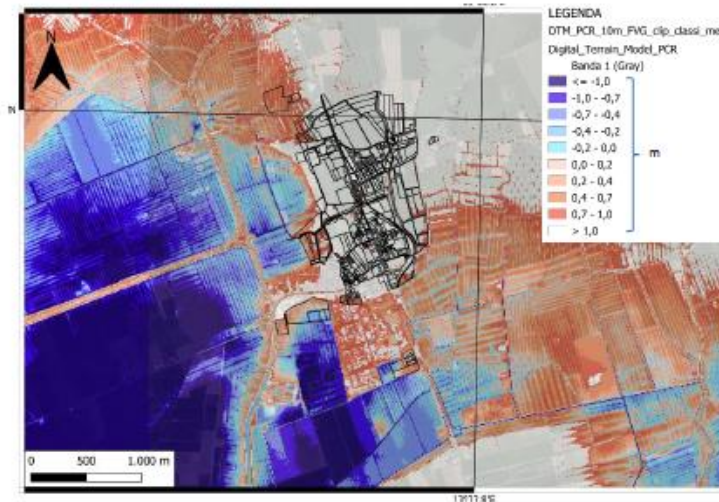 LEGENDA
DTM_PCR_10m_FVG_clip_classi_me
Digital_Terrain_Model_PCR
Banda 1 (Gray)
<= -1,0
-1,0 - -0,7
-0,7 - -0,4
-0,4 - -0,2
-0,2 - 0,0
0,0 - 0,2
0,2 - 0,4
0,4 - 0,7
0,7 - 1,0
> 1,0
m
N
N
0 500 1.000 m